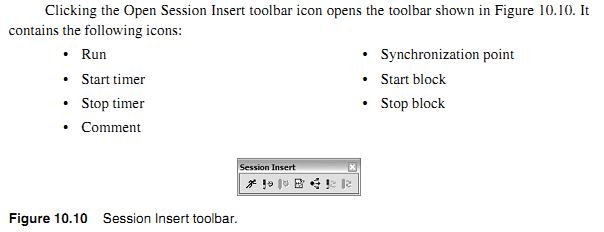 Clicking the Open Session Insert toolbar icon opens the toolbar shown in Figure 10.10. It
contains the following icons:
• Run
• Start timer
• Stop timer
• Comment
• Synchronization point
• Start block
• Stop block
Session Insert
Figure 10.10 Session Insert toolbar.